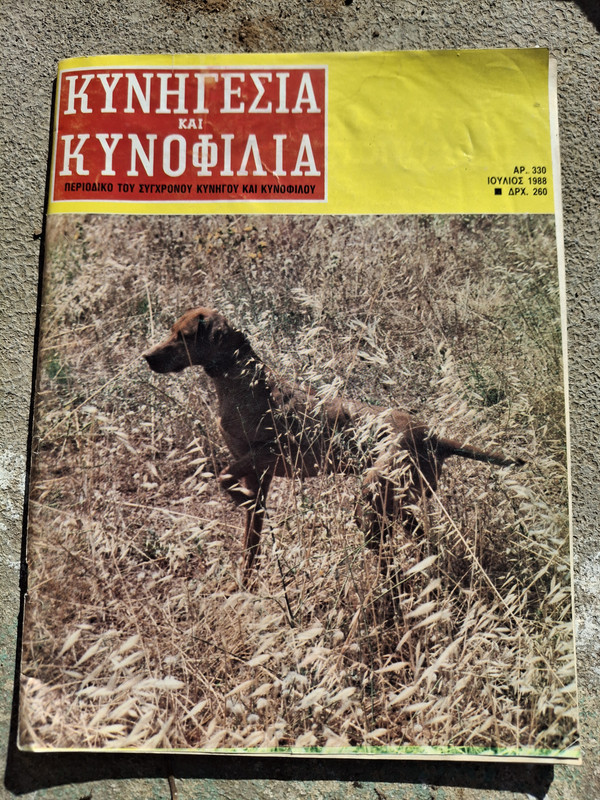 ΚΥΝΗΓΕΣΙΑ
ΚΑΙ
ΚΥΝΟΦΙΛΙΑ
ΠΕΡΙΟΔΙΚΟ ΤΟΥ ΣΥΓΧΡΟΝΟΥ ΚΥΝΗΓΟΥ ΚΑΙ ΚΥΝΟΦΙΛΟΥ
ΑΡ. 330
ΙΟΥΛΙΟΣ 1988
■ ΔΡΧ. 260